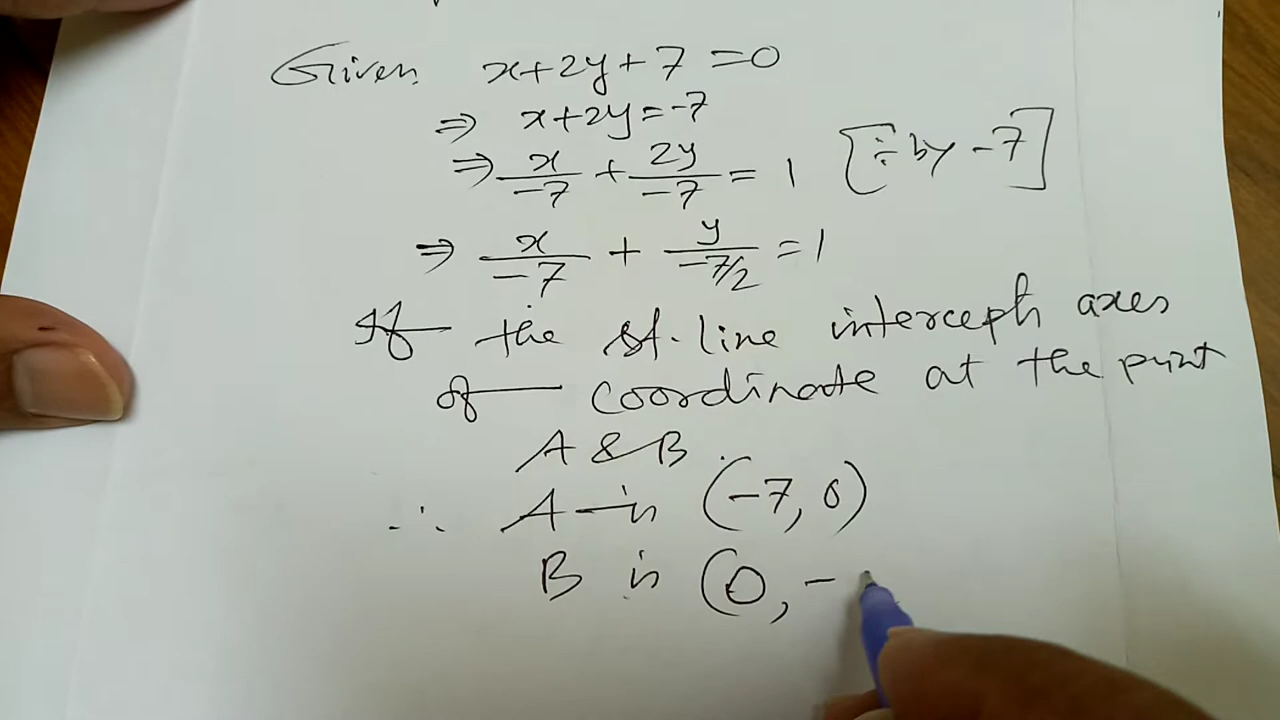 Given x+2y+7=0
⇒ x+2y=-7
⇒ x/-7 + 2y/-7 = 1 [÷ by -7]
⇒ x/-7 + y/-7/2 = 1
If the st. line intercepts axes
of coordinate at the point
A & B.
∴ A is (-7, 0)
B is (0, -